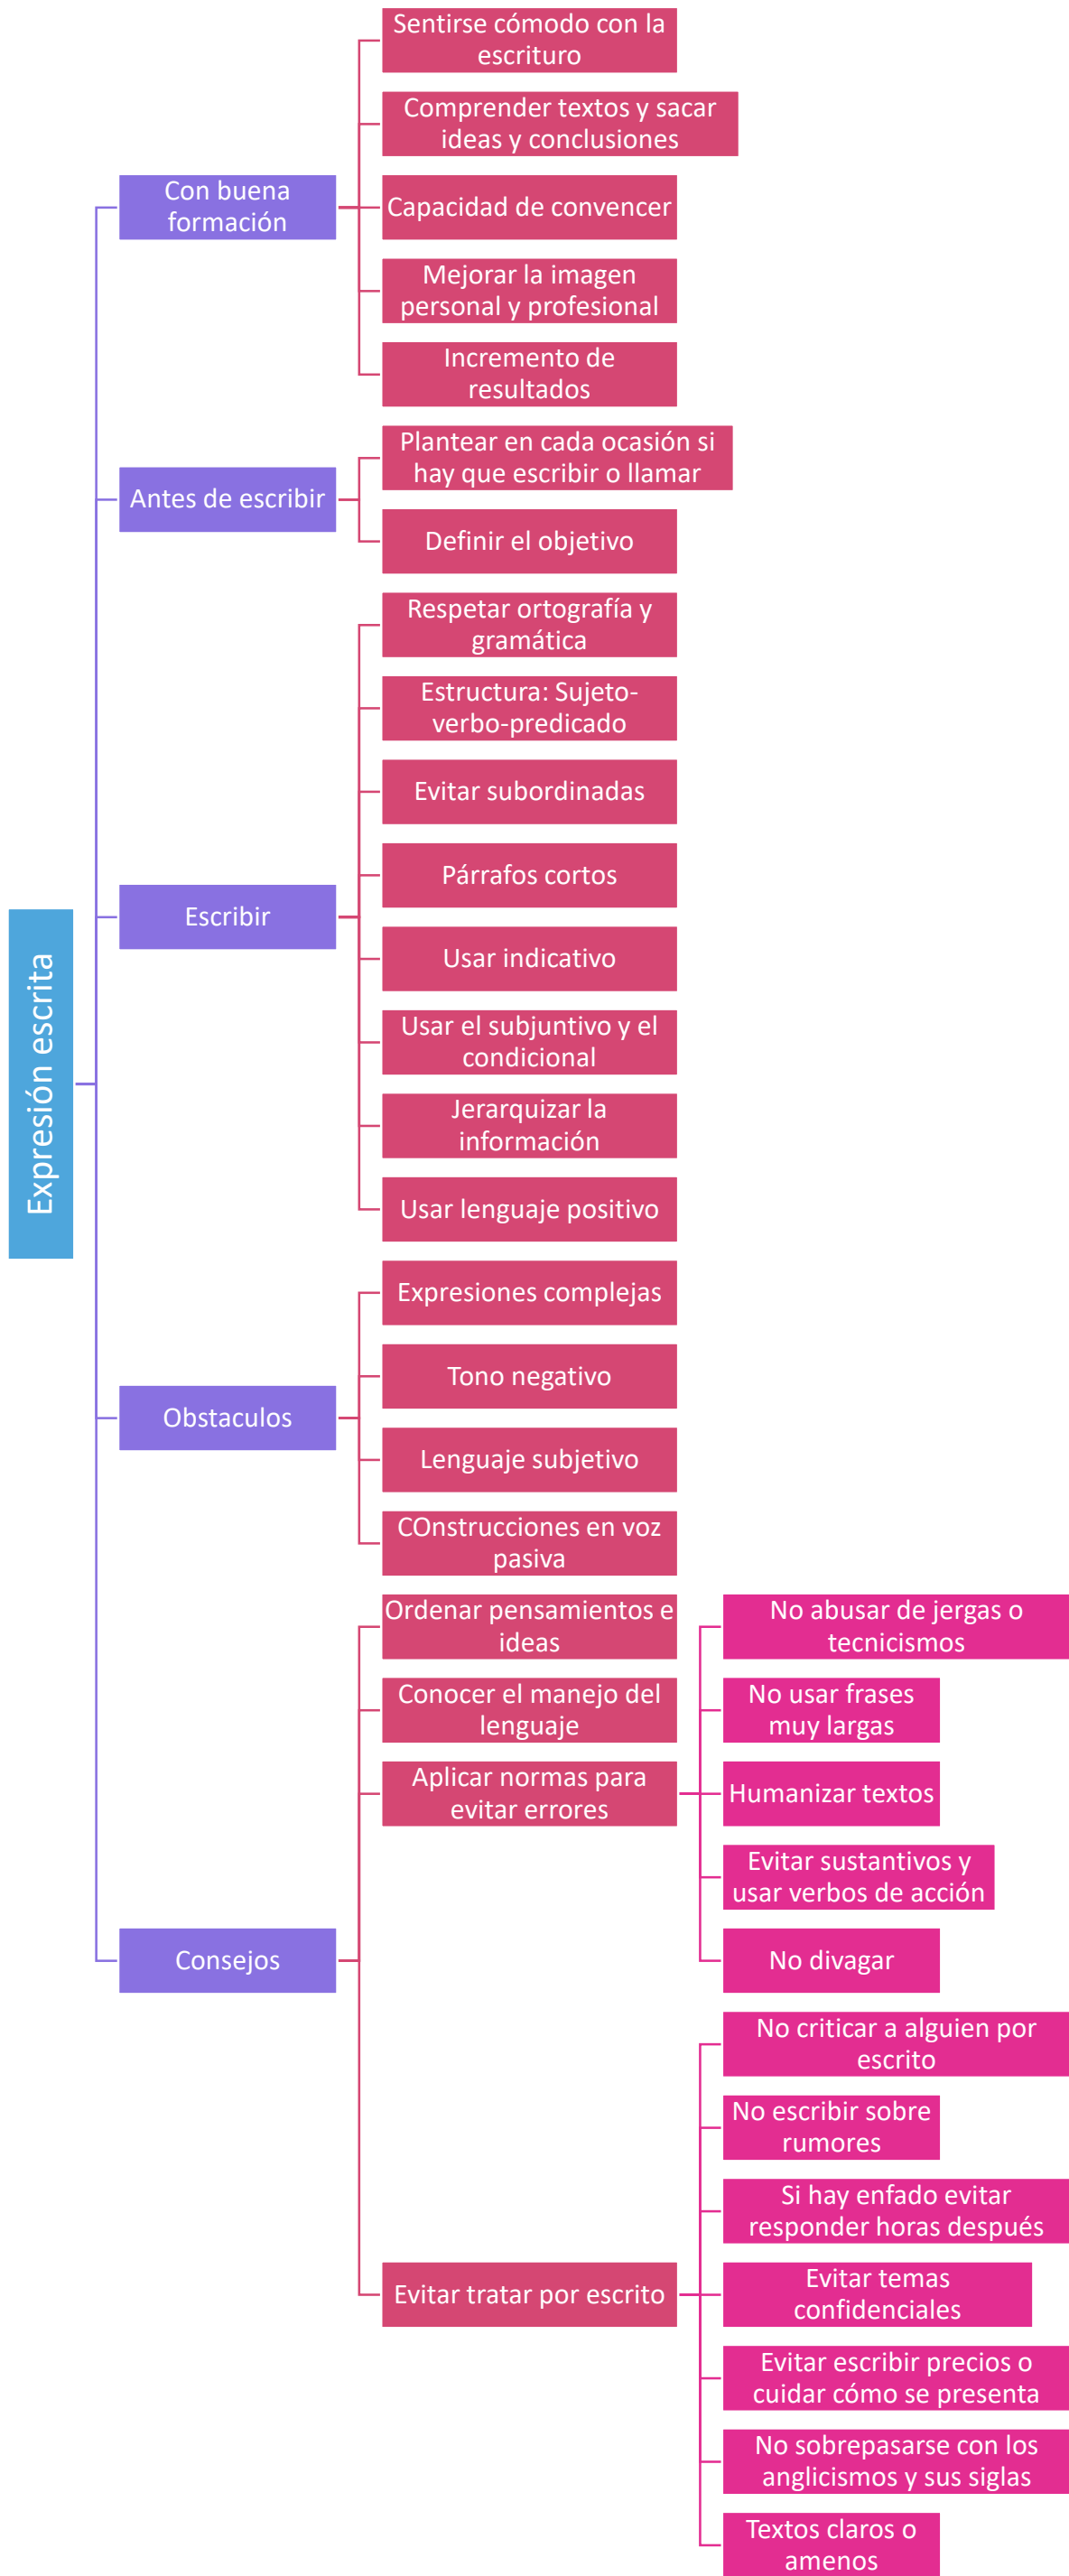 Expresión escrita
Con buena
formación
Sentirse cómodo con la
escrituro
Comprender textos y sacar
ideas y conclusiones
Capacidad de convencer
Mejorar la imagen
personal y profesional
Incremento de
resultados
Antes de escribir
Plantear en cada ocasión si
hay que escribir o llamar
Definir el objetivo
Escribir
Respetar ortografía y
gramática
Estructura: Sujeto-
verbo-predicado
Evitar subordinadas
Párrafos cortos
Usar indicativo
Usar el subjuntivo y el
condicional
Jerarquizar la
información
Usar lenguaje positivo
Obstaculos
Expresiones complejas
Tono negativo
Lenguaje subjetivo
COnstrucciones en voz
pasiva
Consejos
Ordenar pensamientos e
ideas
Conocer el manejo del
lenguaje
Aplicar normas para
evitar errores
No abusar de jergas o
tecnicismos
No usar frases
muy largas
Humanizar textos
Evitar sustantivos y
usar verbos de acción
No divagar
Evitar tratar por escrito
No criticar a alguien por
escrito
No escribir sobre
rumores
Si hay enfado evitar
responder horas después
Evitar temas
confidenciales
Evitar escribir precios o
cuidar cómo se presenta
No sobrepasarse con los
anglicismos y sus siglas
Textos claros o
amenos